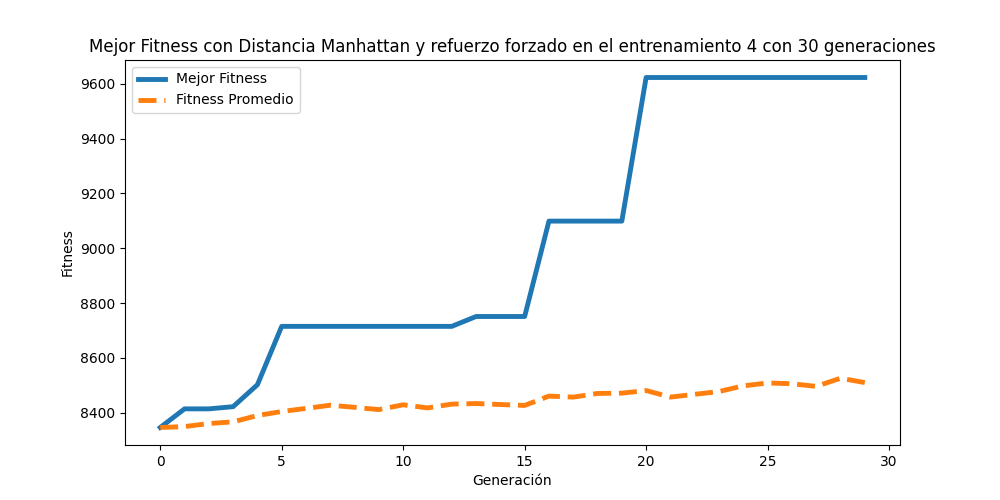 Mejor Fitness con Distancia Manhattan y refuerzo forzado en el entrenamiento 4 con 30 generaciones
Mejor Fitness
Fitness Promedio
9600
9400
9200
9000
8800
8600
8400
Fitness
0 5 10 15 20 25 30
Generación